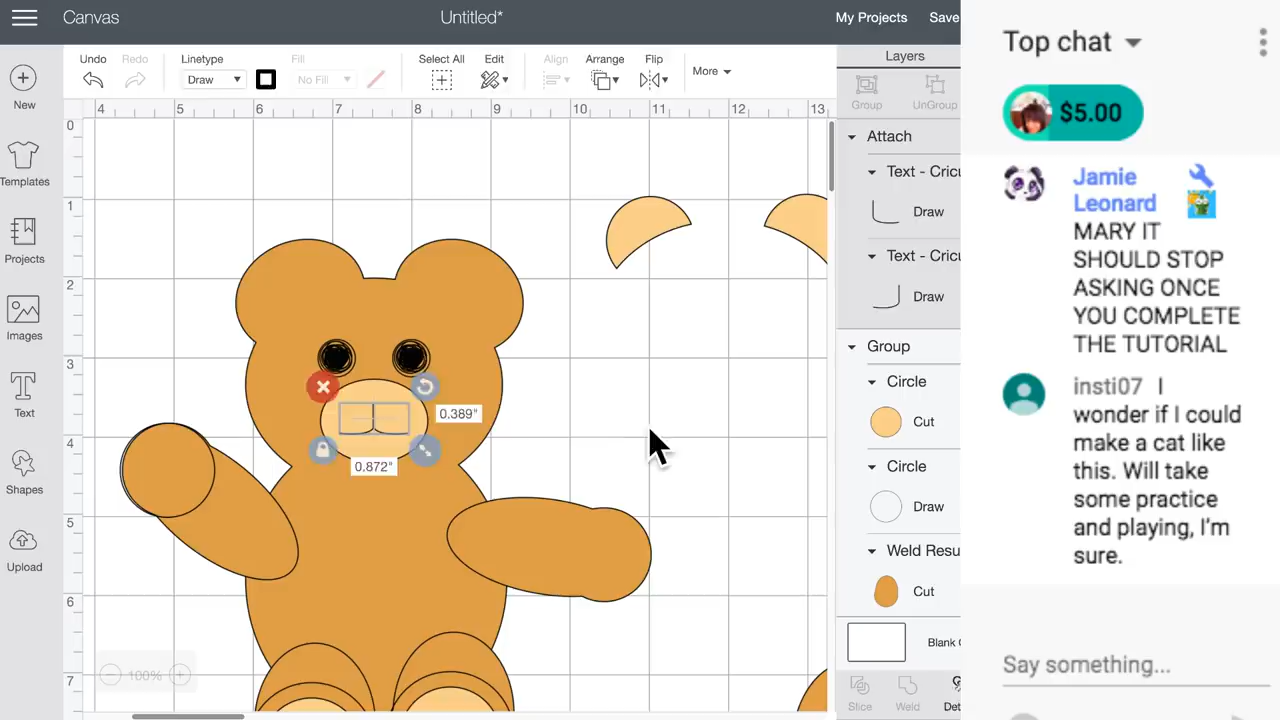 Canvas
Untitled*
My Projects
Save
Undo
Redo
Linetype
Draw
Fill
No Fill
Select All
Edit
Align
Arrange
Flip
More
New
Templates
Projects
Images
Text
Shapes
Upload
4 5 6 7 8 9 10 11 12 13
0
1
2
3
4
5
6
7
0.389"
0.872"
100%
Layers
Group
UnGroup
Attach
Text - Cricu
Draw
Text - Cricu
Draw
Group
Circle
Cut
Circle
Draw
Weld Resu
Cut
Blank
Slice
Weld
Det
Top chat
$5.00
Jamie
Leonard
MARY IT
SHOULD STOP
ASKING ONCE
YOU COMPLETE
THE TUTORIAL
insti07 I
wonder if I could
make a cat like
this. Will take
some practice
and playing, I'm
sure.
Say something...